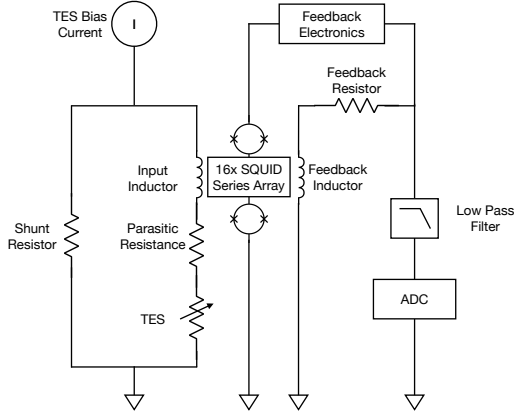 TES Bias
Current
I
Feedback
Electronics
Feedback
Resistor
Input
Inductor
16x SQUID
Series Array
Feedback
Inductor
Shunt
Resistor
Parasitic
Resistance
Low Pass
Filter
TES
ADC